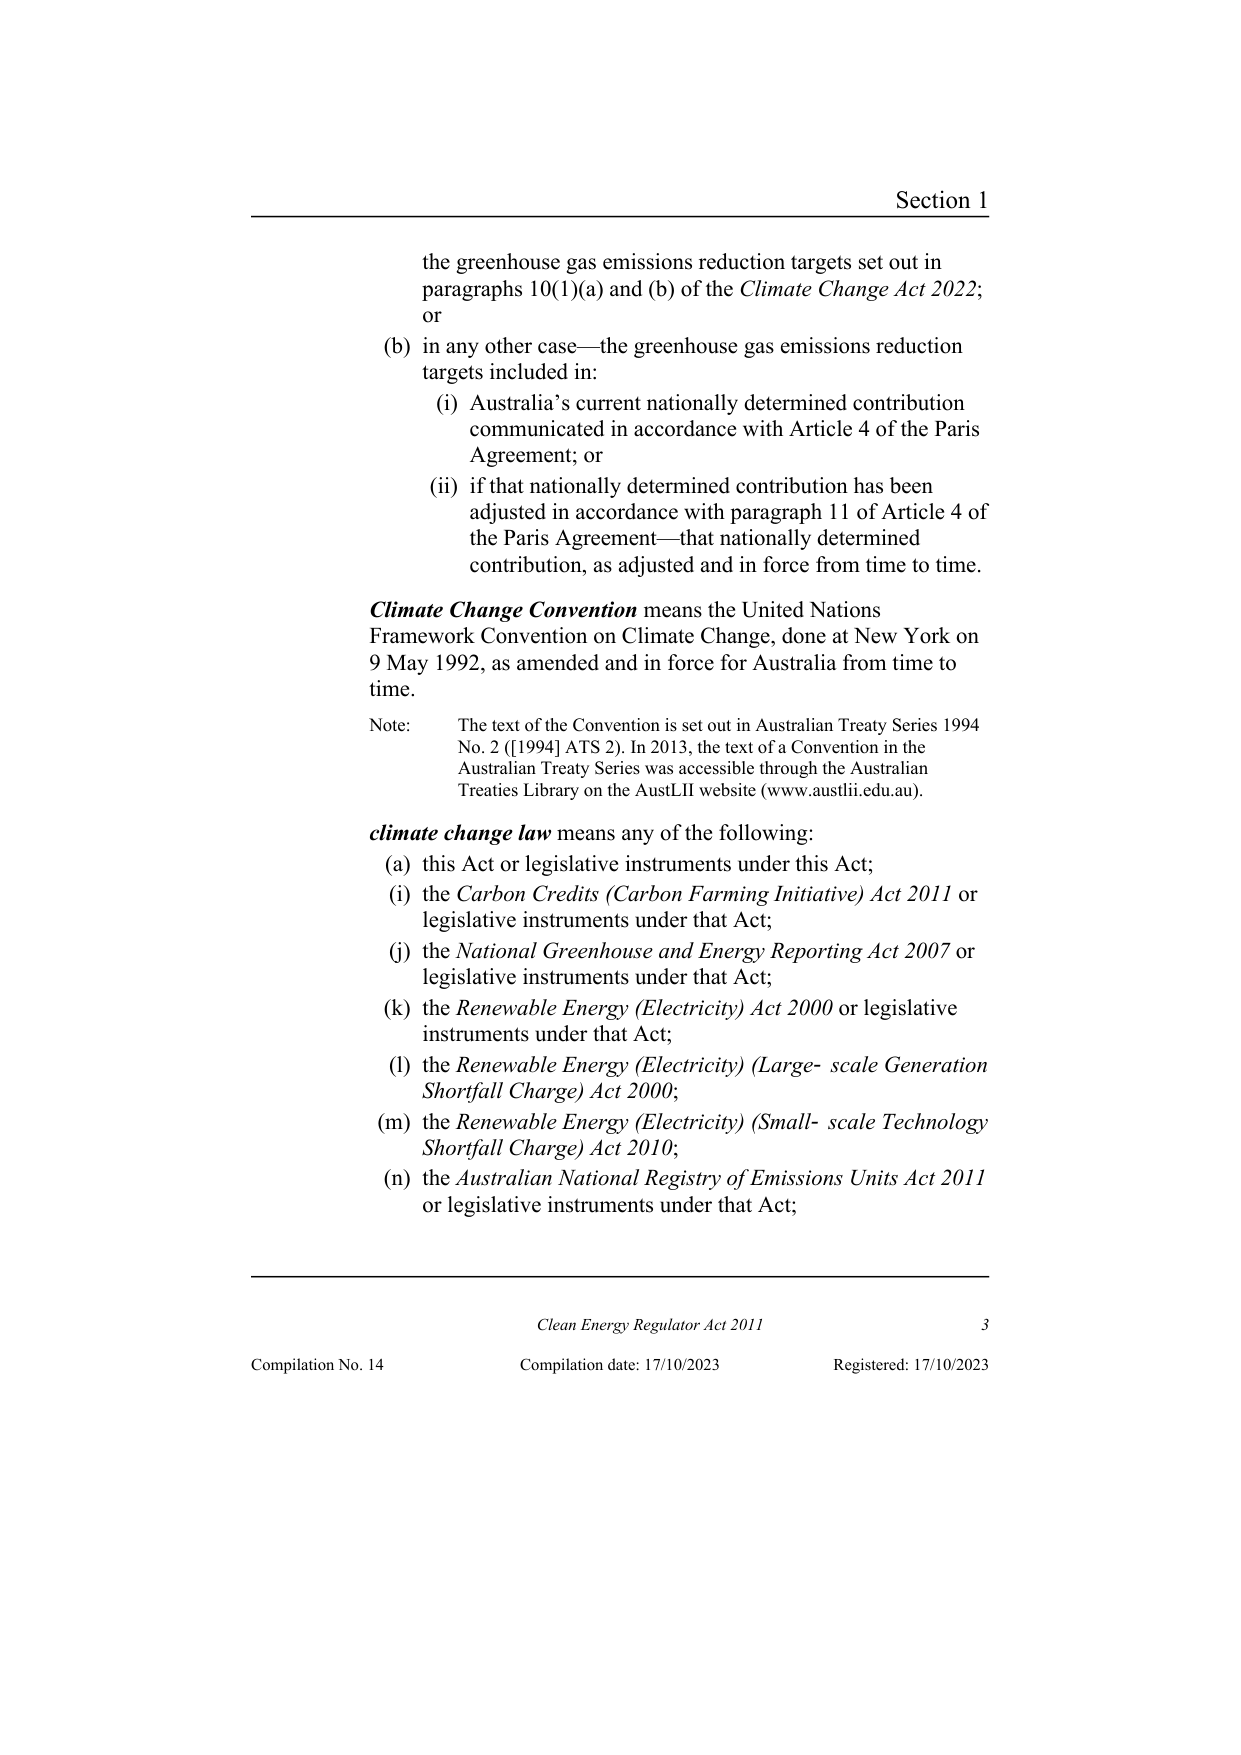 Section 1
the greenhouse gas emissions reduction targets set out in
paragraphs 10(1)(a) and (b) of the Climate Change Act 2022;
or
(b) in any other case—the greenhouse gas emissions reduction
targets included in:
(i) Australia’s current nationally determined contribution
communicated in accordance with Article 4 of the Paris
Agreement; or
(ii) if that nationally determined contribution has been
adjusted in accordance with paragraph 11 of Article 4 of
the Paris Agreement—that nationally determined
contribution, as adjusted and in force from time to time.
Climate Change Convention means the United Nations
Framework Convention on Climate Change, done at New York on
9 May 1992, as amended and in force for Australia from time to
time.
Note: The text of the Convention is set out in Australian Treaty Series 1994
No. 2 ([1994] ATS 2). In 2013, the text of a Convention in the
Australian Treaty Series was accessible through the Australian
Treaties Library on the AustLII website (www.austlii.edu.au).
climate change law means any of the following:
(a) this Act or legislative instruments under this Act;
(i) the Carbon Credits (Carbon Farming Initiative) Act 2011 or
legislative instruments under that Act;
(j) the National Greenhouse and Energy Reporting Act 2007 or
legislative instruments under that Act;
(k) the Renewable Energy (Electricity) Act 2000 or legislative
instruments under that Act;
(l) the Renewable Energy (Electricity) (Large- scale Generation
Shortfall Charge) Act 2000;
(m) the Renewable Energy (Electricity) (Small- scale Technology
Shortfall Charge) Act 2010;
(n) the Australian National Registry of Emissions Units Act 2011
or legislative instruments under that Act;
Clean Energy Regulator Act 2011 3
Compilation No. 14 Compilation date: 17/10/2023 Registered: 17/10/2023